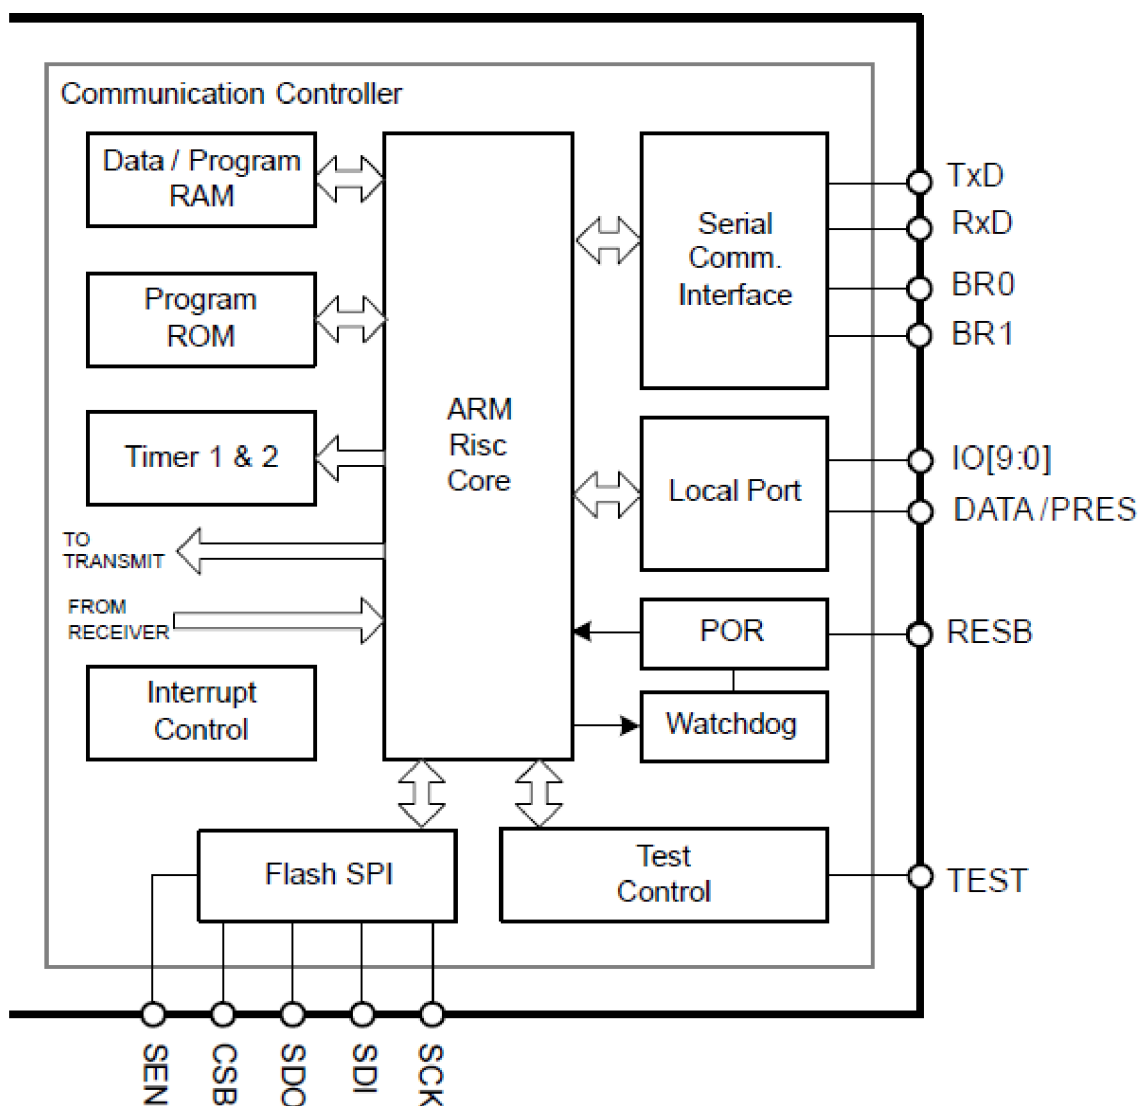 Communication Controller
Data / Program
RAM
Program
ROM
Timer 1 & 2
TO
TRANSMIT
FROM
RECEIVER
Interrupt
Control
ARM
Risc
Core
Serial
Comm.
Interface
Local Port
POR
Watchdog
Flash SPI
Test
Control
TxD
RxD
BR0
BR1
IO[9:0]
DATA/PRES
RESB
TEST
SEN
CSB
SDO
SDI
SCK